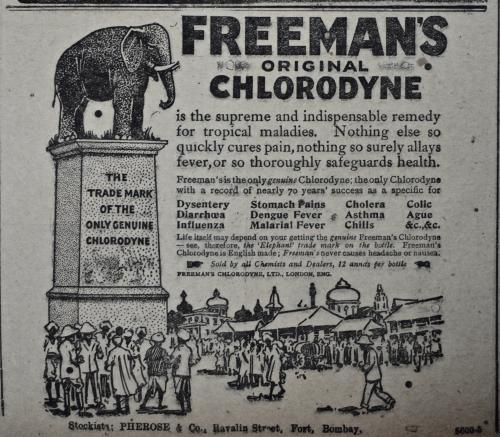 FREEMAN'S
ORIGINAL
CHLORODYNE
is the supreme and indispensable remedy
for tropical maladies. Nothing else so
quickly cures pain, nothing so surely allays
fever, or so thoroughly safeguards health.
Freeman's is the only genuine Chlorodyne; the only Chlorodyne
with a record of nearly 70 years' success as a specific for
Dysentery Stomach Pains Cholera Colic
Diarrhœa Dengue Fever Asthma Ague
Influenza Malarial Fever Chills &c., &c.
Life itself may depend on your getting the genuine Freeman's Chlorodyne
—see, therefore, the 'Elephant' trade mark on the bottle. Freeman's
Chlorodyne is English made; Freeman's never causes headache or nausea.
Sold by all Chemists and Dealers, 12 annas per bottle
FREEMAN'S CHLORODYNE, LTD., LONDON, ENG.
THE
TRADE MARK
OF THE
ONLY GENUINE
CHLORODYNE
Stockists: PHEROSE & Co., Ravalin Street, Fort, Bombay.